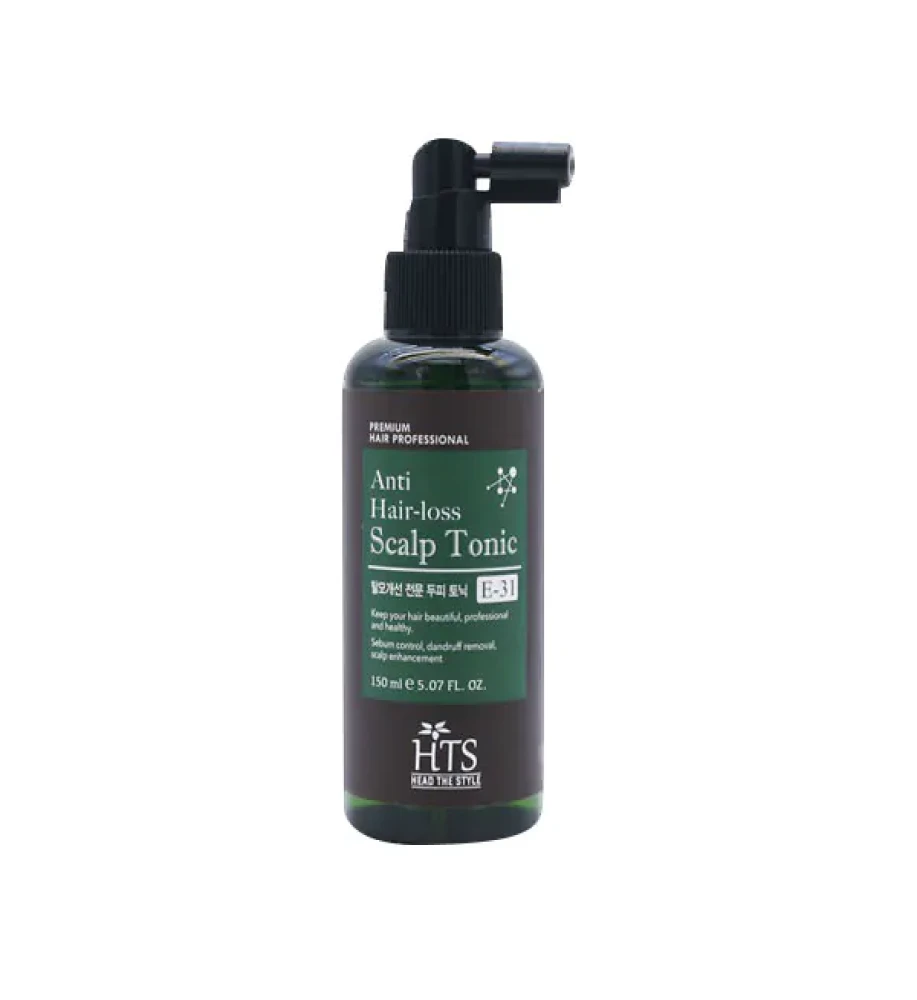 PREMIUM
HAIR PROFESSIONAL
Anti
Hair-loss
Scalp Tonic
탈모개선 전문 두피 토닉 E-31
Keep your hair beautiful, professional
and healthy.
Sebum control, dandruff removal,
scalp enhancement
150 ml e 5.07 FL. OZ.
HTS
HEAD THE STYLE